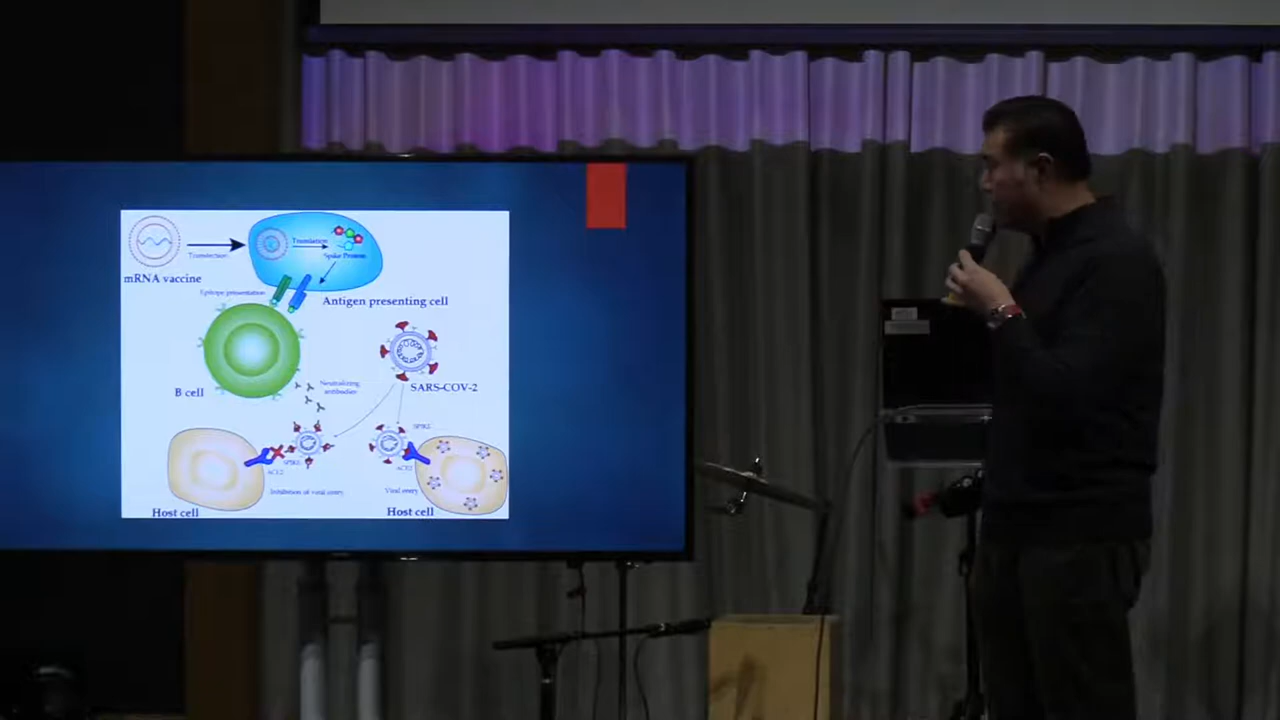 Translation
Spike Protein
Transfection
mRNA vaccine
Epitope presentation
Antigen presenting cell
B cell
Neutralizing
antibodies
SARS-COV-2
SPIKE
SPIKE
ACE2
ACE2
Inhibition of viral entry
Viral entry
Host cell
Host cell